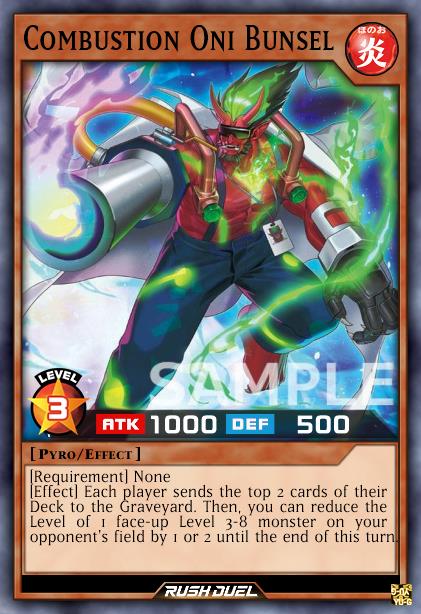 Combustion Oni Bunsel
ほのお
炎
SAMPLE
LEVEL
3
ATK 1000 DEF 500
[Pyro/Effect]
[Requirement] None
[Effect] Each player sends the top 2 cards of their
Deck to the Graveyard. Then, you can reduce the
Level of 1 face-up Level 3-8 monster on your
opponent's field by 1 or 2 until the end of this turn.
RUSH DUEL